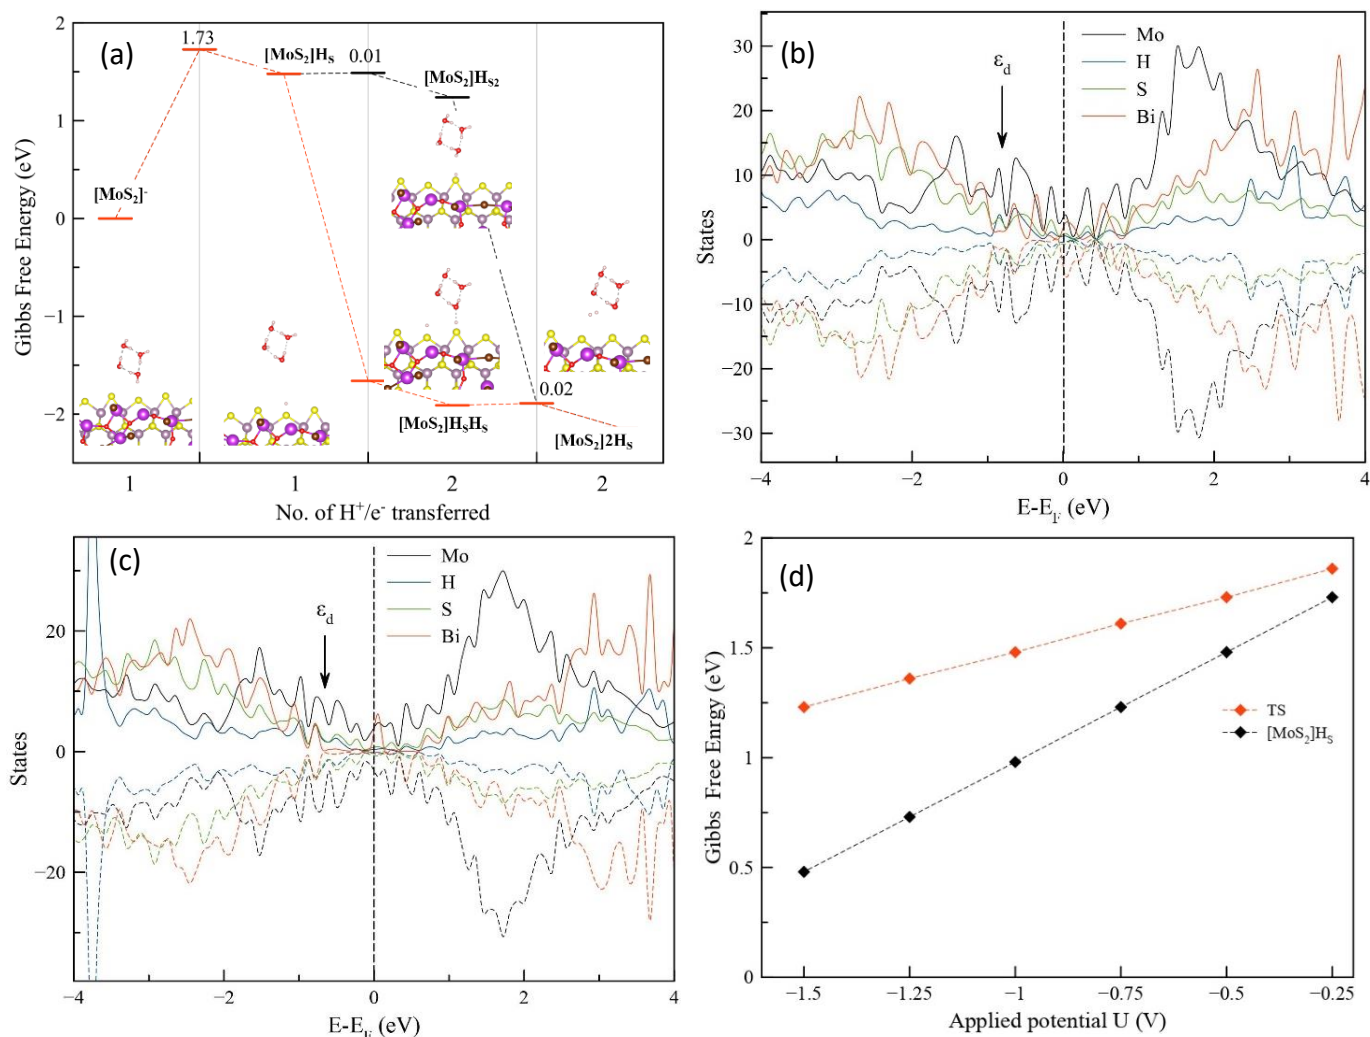 (a)
Gibbs Free Energy (eV)
2
1
0
−1
−2
1.73
[MoS₂]Hₛ
0.01
[MoS₂]Hₛ₂
[MoS₂]⁻
0.02
[MoS₂]HₛHₛ
[MoS₂]2Hₛ
1 1 2 2
No. of H⁺/e⁻ transferred
(b)
States
30
20
10
0
−10
−20
−30
εd
Mo
H
S
Bi
−4 −2 0 2 4
E-E_F (eV)
(c)
States
20
0
−20
εd
Mo
H
S
Bi
−4 −2 0 2 4
E-E_F (eV)
(d)
Gibbs Free Enrgy (eV)
2
1.5
1
0.5
0
TS
[MoS₂]Hₛ
−1.5 −1.25 −1 −0.75 −0.5 −0.25
Applied potential U (V)